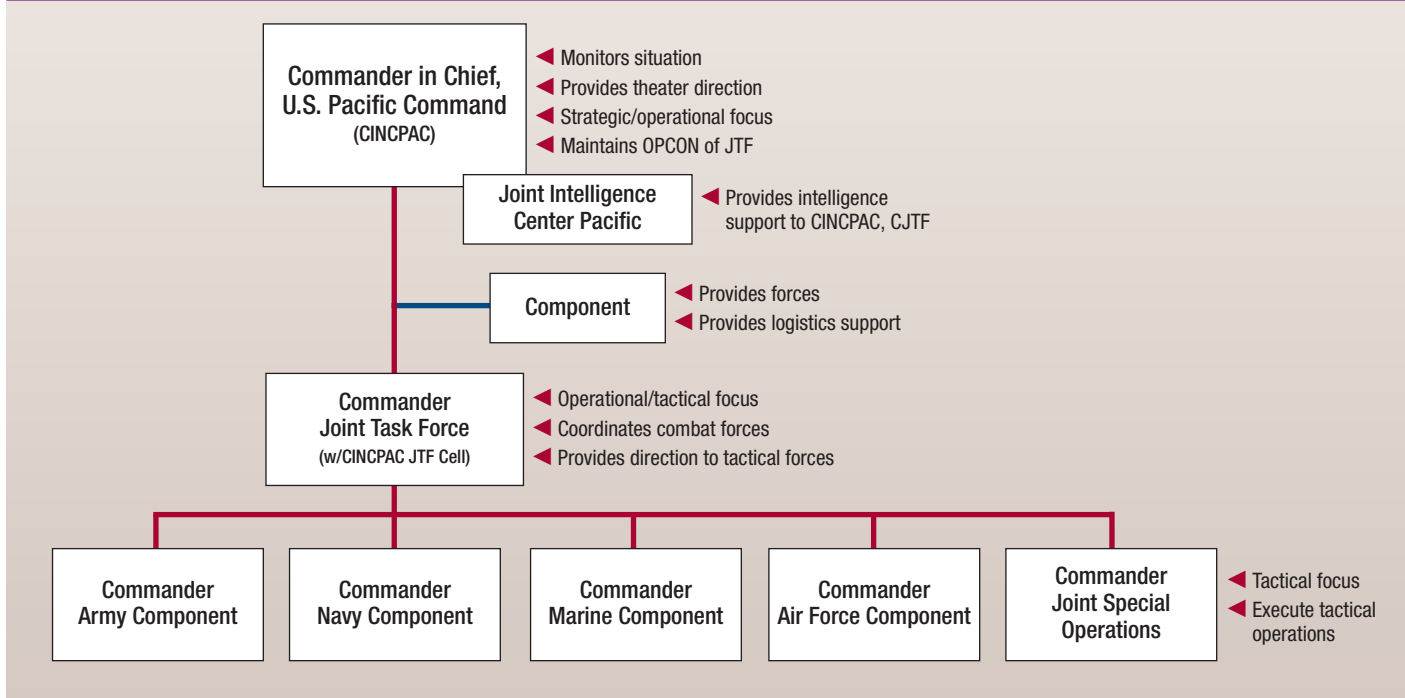 Commander in Chief,
U.S. Pacific Command
(CINCPAC)
Monitors situation
Provides theater direction
Strategic/operational focus
Maintains OPCON of JTF
Joint Intelligence
Center Pacific
Provides intelligence
support to CINCPAC, CJTF
Component
Provides forces
Provides logistics support
Commander
Joint Task Force
(w/CINCPAC JTF Cell)
Operational/tactical focus
Coordinates combat forces
Provides direction to tactical forces
Commander
Army Component
Commander
Navy Component
Commander
Marine Component
Commander
Air Force Component
Commander
Joint Special
Operations
Tactical focus
Execute tactical
operations